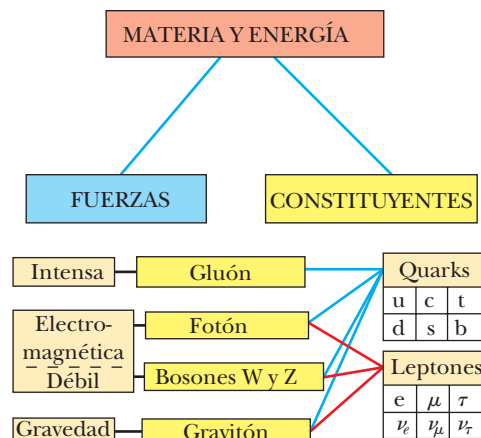 MATERIA Y ENERGÍA
FUERZAS
CONSTITUYENTES
Intensa
Gluón
Quarks
u c t
d s b
Electro-
magnética
Débil
Fotón
Bosones W y Z
Leptones
e μ τ
νe νμ ντ
Gravedad
Gravitón